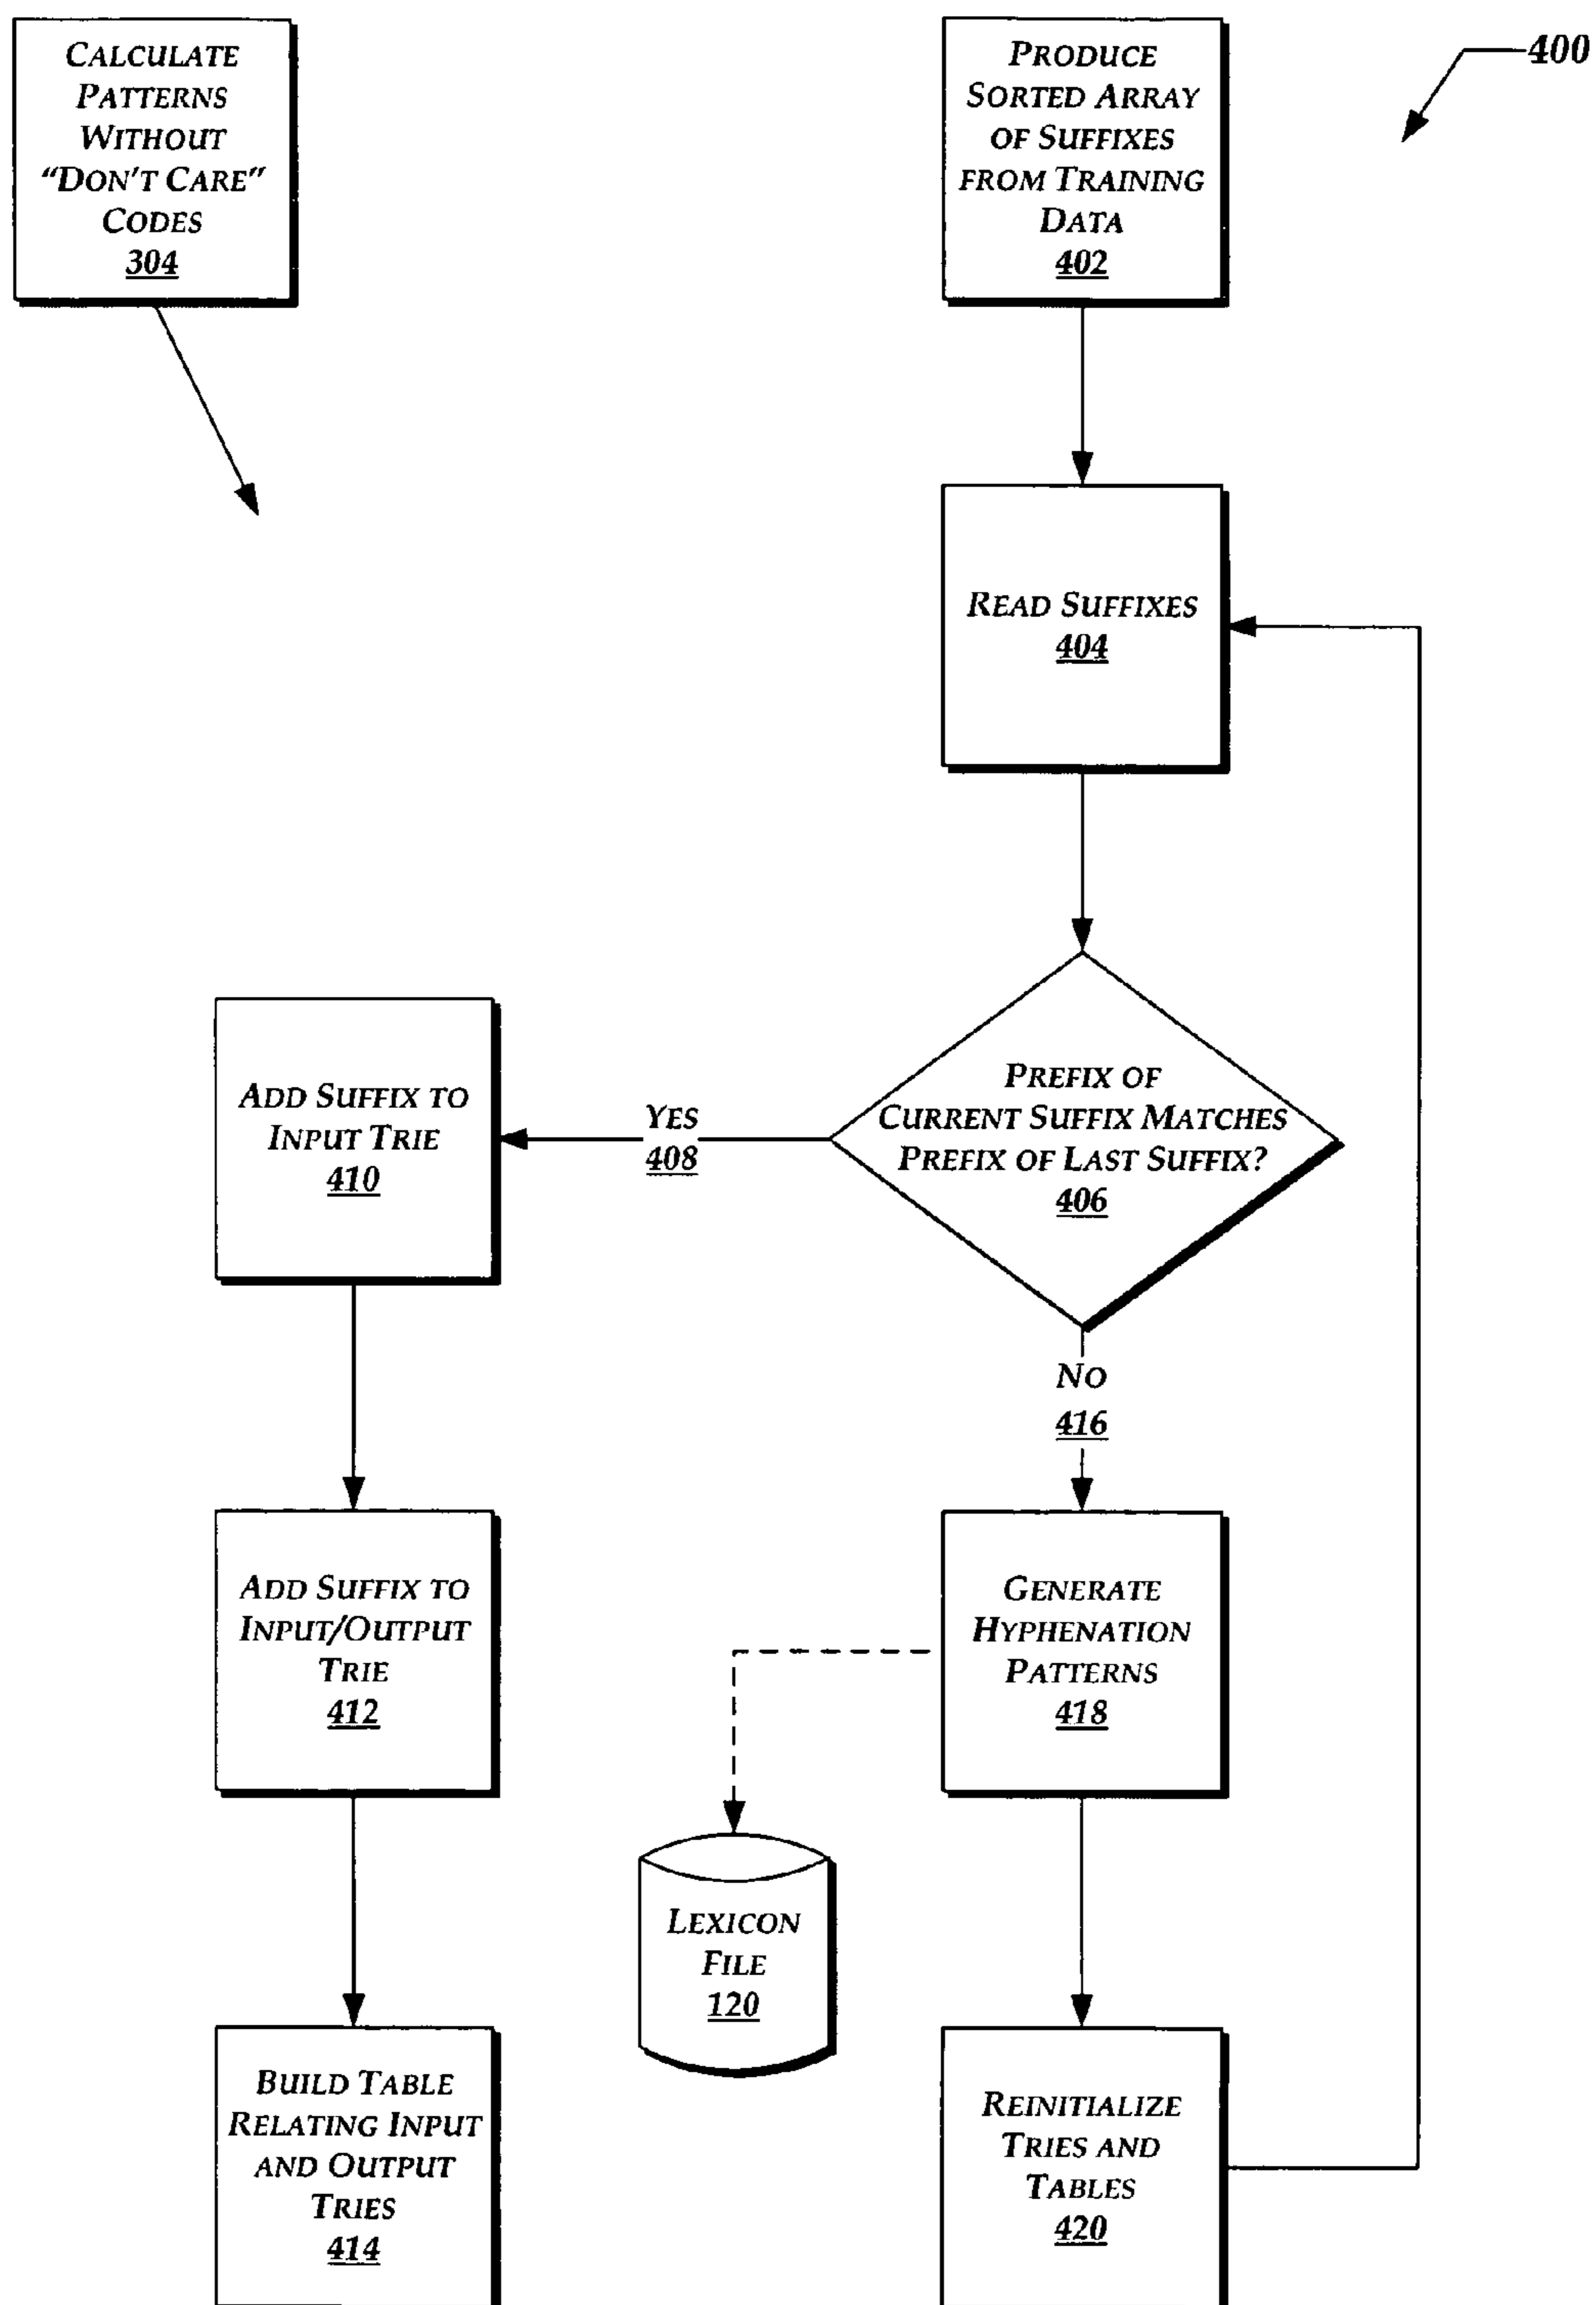 CALCULATE
PATTERNS
WITHOUT
"DON'T CARE"
CODES
304
PRODUCE
SORTED ARRAY
OF SUFFIXES
FROM TRAINING
DATA
402
400
READ SUFFIXES
404
PREFIX OF
CURRENT SUFFIX MATCHES
PREFIX OF LAST SUFFIX?
406
YES
408
ADD SUFFIX TO
INPUT TRIE
410
NO
416
ADD SUFFIX TO
INPUT/OUTPUT
TRIE
412
GENERATE
HYPHENATION
PATTERNS
418
LEXICON
FILE
120
BUILD TABLE
RELATING INPUT
AND OUTPUT
TRIES
414
REINITIALIZE
TRIES AND
TABLES
420